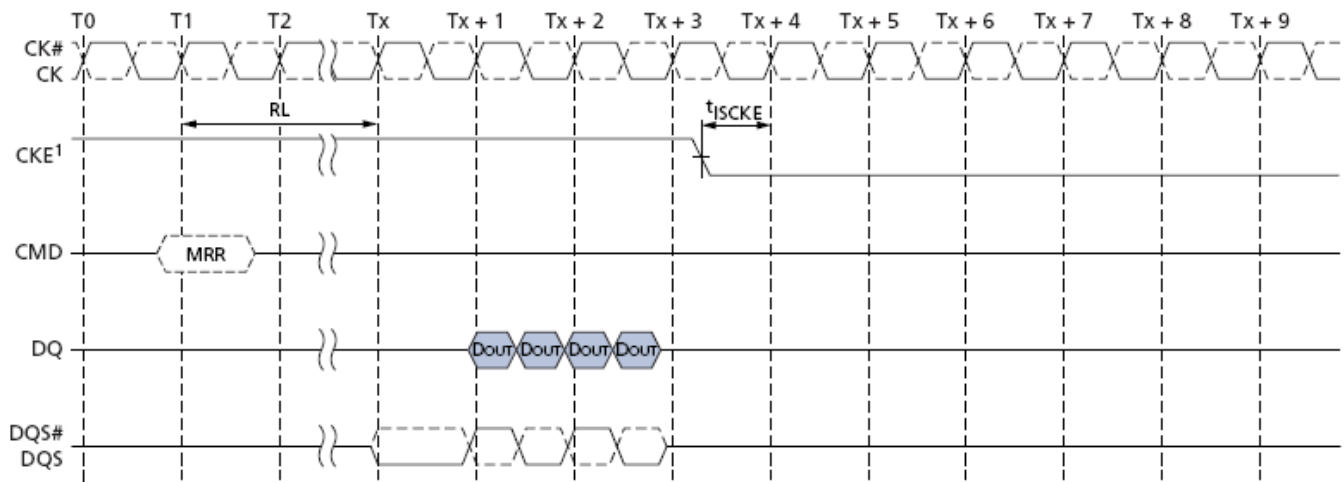 T0 T1 T2 Tx Tx + 1 Tx + 2 Tx + 3 Tx + 4 Tx + 5 Tx + 6 Tx + 7 Tx + 8 Tx + 9
CK#
CK
RL
tISCKE
CKE1
CMD
MRR
DQ
DOUT DOUT DOUT DOUT
DQS#
DQS